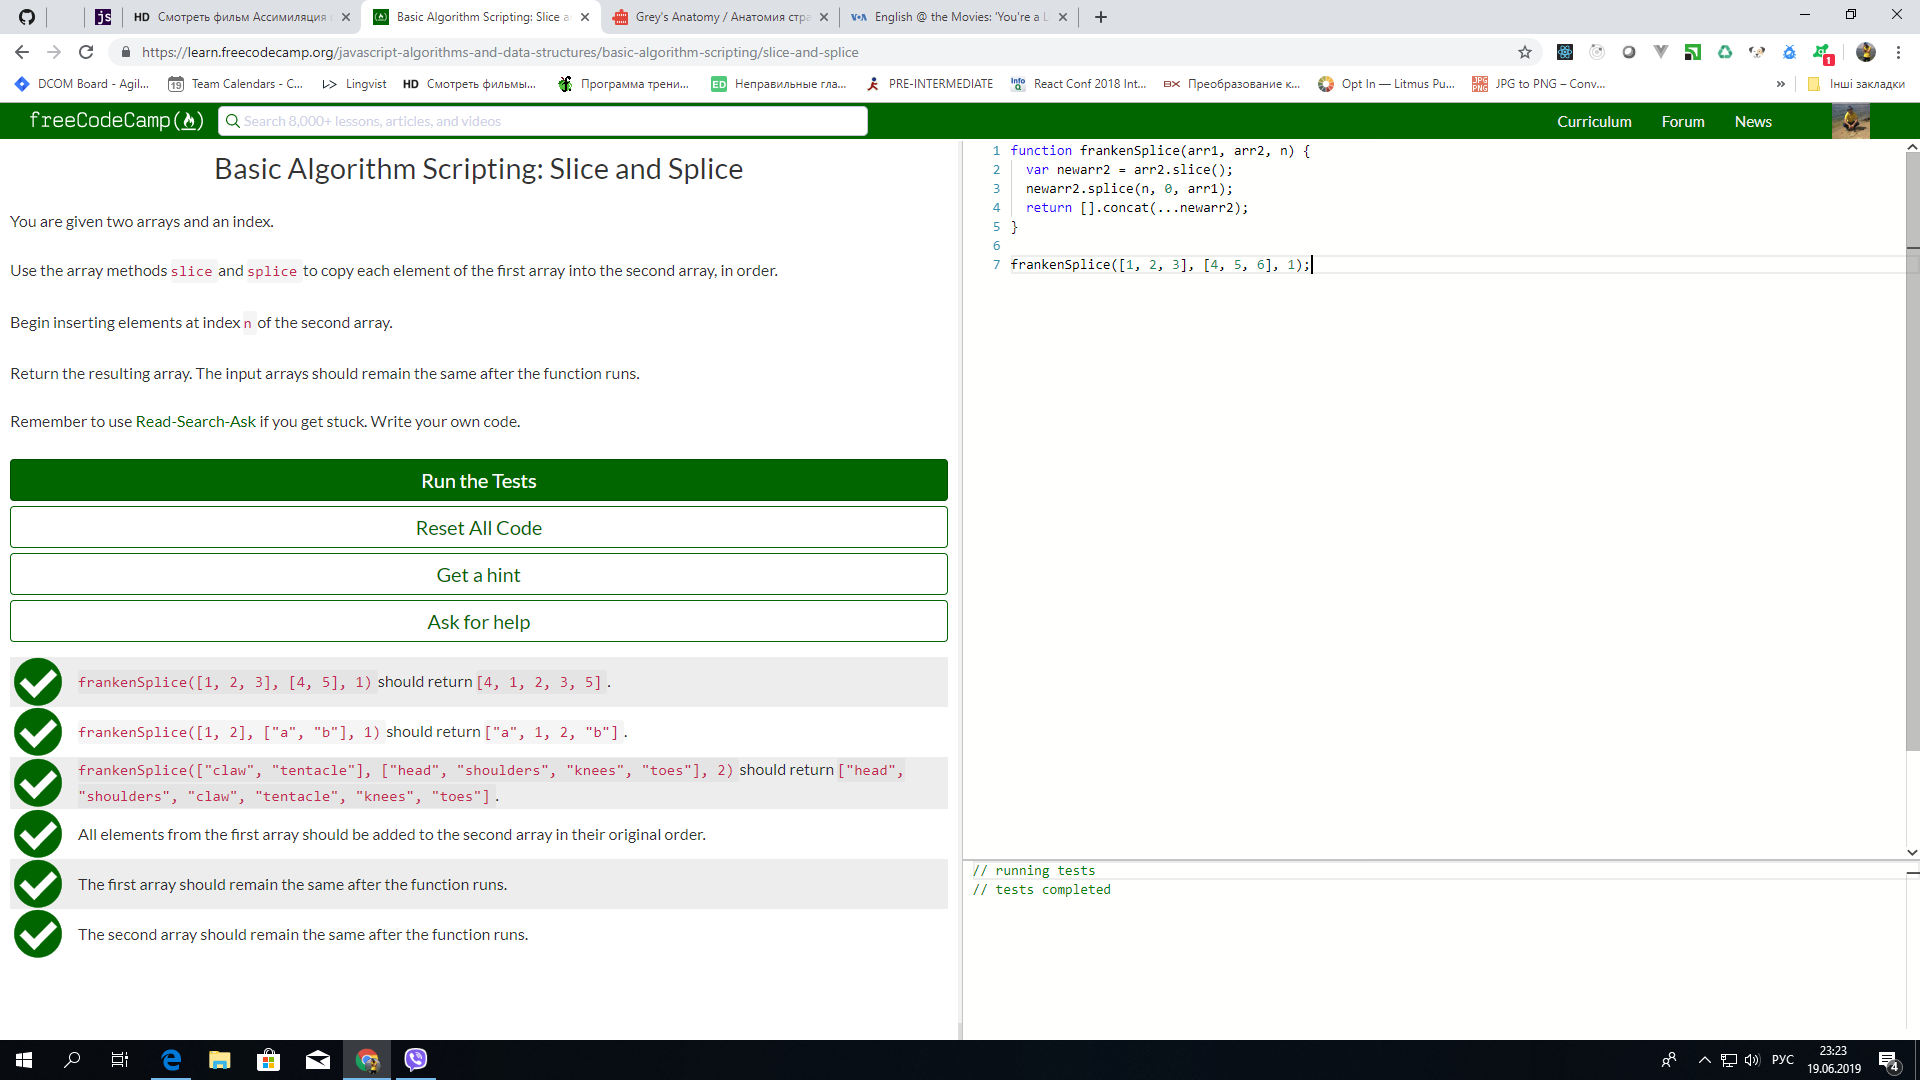 HD Смотреть фильм Ассимиляция
Basic Algorithm Scripting: Slice a
Grey's Anatomy / Анатомия стра
VOA English @ the Movies: 'You're a L
https://learn.freecodecamp.org/javascript-algorithms-and-data-structures/basic-algorithm-scripting/slice-and-splice
1
DCOM Board - Agil...
19 Team Calendars - C...
Lingvist
HD Смотреть фильмы...
Программа трени...
ED Неправильные гла...
PRE-INTERMEDIATE
React Conf 2018 Int...
Преобразование к...
Opt In — Litmus Pu...
JPG to PNG – Conv...
» Інші закладки
freeCodeCamp
Search 8,000+ lessons, articles, and videos
Curriculum Forum News
Basic Algorithm Scripting: Slice and Splice
You are given two arrays and an index.
Use the array methods slice and splice to copy each element of the first array into the second array, in order.
Begin inserting elements at index n of the second array.
Return the resulting array. The input arrays should remain the same after the function runs.
Remember to use Read-Search-Ask if you get stuck. Write your own code.
Run the Tests
Reset All Code
Get a hint
Ask for help
frankenSplice([1, 2, 3], [4, 5], 1) should return [4, 1, 2, 3, 5].
frankenSplice([1, 2], ["a", "b"], 1) should return ["a", 1, 2, "b"].
frankenSplice(["claw", "tentacle"], ["head", "shoulders", "knees", "toes"], 2) should return ["head",
"shoulders", "claw", "tentacle", "knees", "toes"].
All elements from the first array should be added to the second array in their original order.
The first array should remain the same after the function runs.
The second array should remain the same after the function runs.
1 function frankenSplice(arr1, arr2, n) {
2 var newarr2 = arr2.slice();
3 newarr2.splice(n, 0, arr1);
4 return [].concat(...newarr2);
5 }
6
7 frankenSplice([1, 2, 3], [4, 5, 6], 1);
// running tests
// tests completed
РУС
23:23
19.06.2019
4